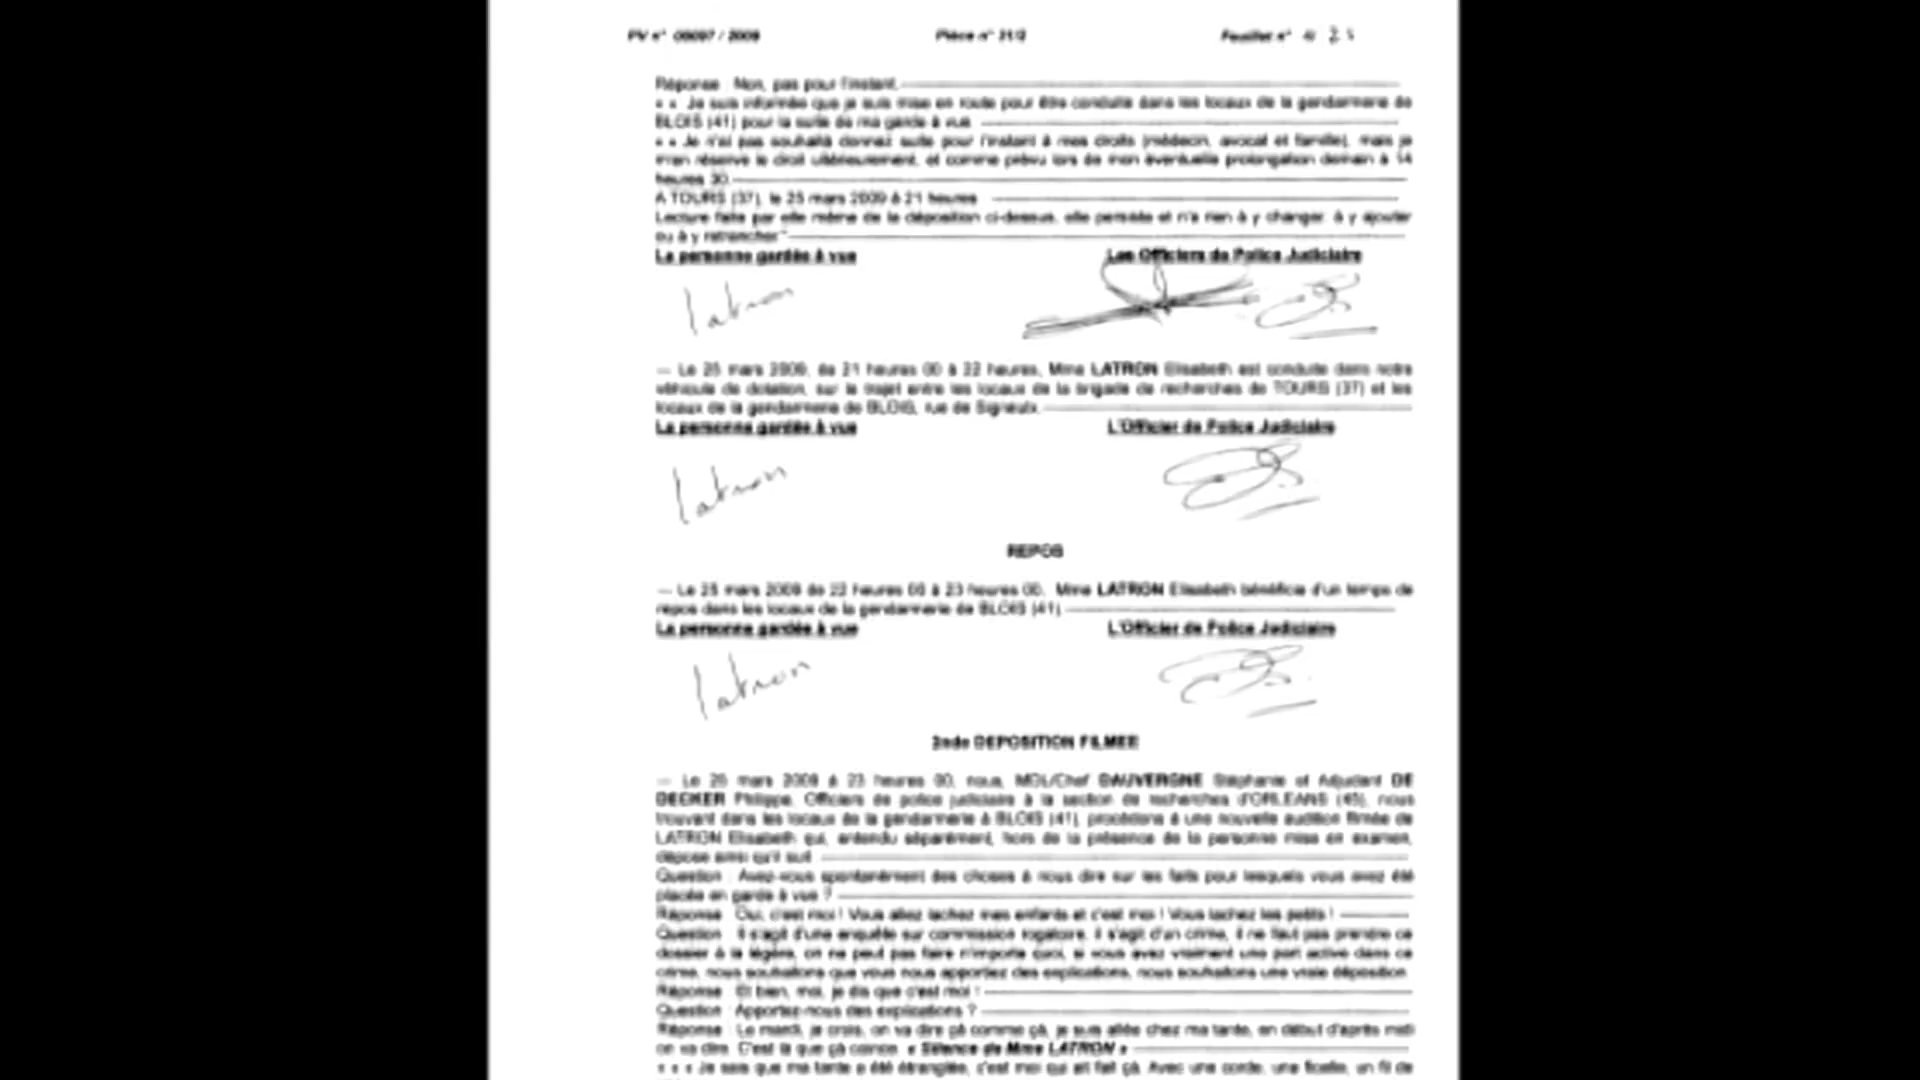 PV n° 00097 / 2009 Pièce n° 31/2 Feuillet n°
Réponse : Non, pas pour l'instant.
« « Je suis informée que je suis mise en route pour être conduite dans les locaux de la gendarmerie de
BLOIS (41) pour la suite de ma garde à vue
« « Je n'ai pas souhaité donnez suite pour l'instant à mes droits (médecin, avocat et famille), mais je
m'en réserve le droit ultérieurement, et comme prévu lors de mon éventuelle prolongation demain à 14
heures 30.
A TOURS (37), le 25 mars 2009 à 21 heures
Lecture faite par elle même de la déposition ci-dessus, elle persiste et n'a rien à y changer, à y ajouter
ou à y retrancher"
La personne gardée à vue Les Officiers de Police Judiciaire
Latron
--- Le 25 mars 2009, de 21 heures 00 à 22 heures, Mme LATRON Elisabeth est conduite dans notre
véhicule de dotation, sur le trajet entre les locaux de la brigade de recherches de TOURS (37) et les
locaux de la gendarmerie de BLOIS, rue de Signeulx.
La personne gardée à vue L'Officier de Police Judiciaire
Latron
REPOS
--- Le 25 mars 2009 de 22 heures 00 à 23 heures 00, Mme LATRON Elisabeth bénéficie d'un temps de
repos dans les locaux de la gendarmerie de BLOIS (41)
La personne gardée à vue L'Officier de Police Judiciaire
Latron
2nde DEPOSITION FILMEE
--- Le 25 mars 2009 à 23 heures 00, nous, MDL/Chef DAUVERGNE Stéphanie et Adjudant DE
DECKER Philippe, Officiers de police judiciaire à la section de recherches d'ORLEANS (45), nous
trouvant dans les locaux de la gendarmerie à BLOIS (41), procédons à une nouvelle audition filmée de
LATRON Elisabeth qui, entendu séparément, hors de la présence de la personne mise en examen,
dépose ainsi qu'il suit
Question : Avez-vous spontanément des choses à nous dire sur les faits pour lesquels vous avez été
placée en garde à vue ?
Réponse : Oui, c'est moi ! Vous allez lachez mes enfants et c'est moi ! Vous lachez les petits !
Question : Il s'agit d'une enquête sur commission rogatoire, il s'agit d'un crime, il ne faut pas prendre ce
dossier à la légère, on ne peut pas faire n'importe quoi, si vous avez vraiment une part active dans ce
crime, nous souhaitons que vous nous apportiez des explications, nous souhaitons une vraie déposition
Réponse : Et bien, moi, je dis que c'est moi !
Question : Apportez-nous des explications ?
Réponse : Le mardi, je crois, on va dire çà comme çà, je suis allée chez ma tante, en début d'après midi
on va dire. C'est là que çà coince. « Silence de Mme LATRON »
« « « Je sais que ma tante a été étranglée, c'est moi qui ait fait çà. Avec une corde, une ficelle, un fil de